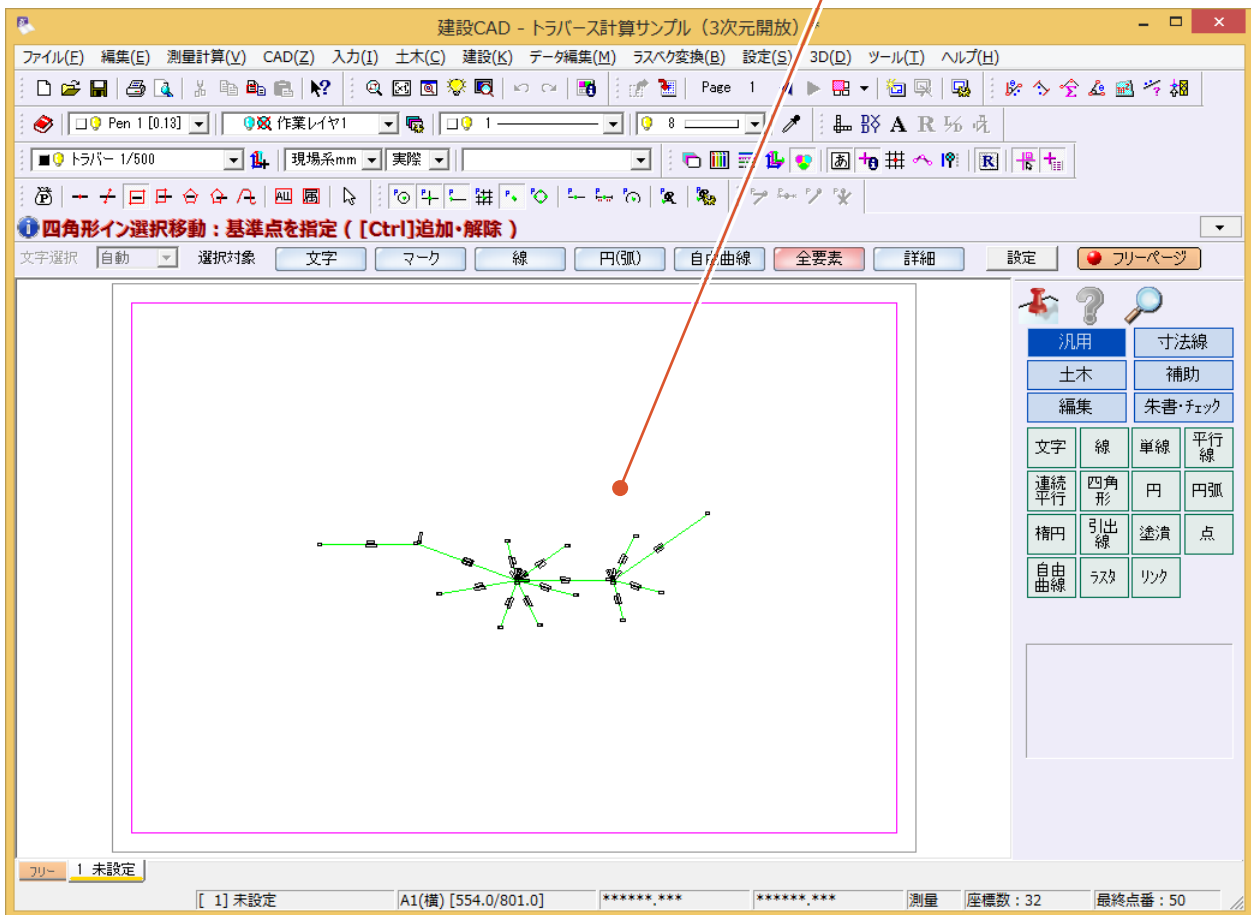 建設CAD - トラバース計算サンプル（3次元開放） *
ファイル(F) 編集(E) 測量計算(V) CAD(Z) 入力(I) 土木(C) 建設(K) データ編集(M) ラスベク変換(B) 設定(S) 3D(D) ツール(T) ヘルプ(H)
Page 1
Pen 1 [0.13] 作業レイヤ1 1 8 A R
トラバー 1/500 現場系mm 実際 あ R
ALL 属
四角形イン選択移動：基準点を指定 ( [Ctrl]追加・解除 )
文字選択 自動 選択対象 文字 マーク 線 円(弧) 自由曲線 全要素 詳細 設定 フリーページ
汎用 寸法線
土木 補助
編集 朱書・チェック
文字 線 単線 平行線
連続平行 四角形 円 円弧
楕円 引出線 塗潰 点
自由曲線 ラスタ リンク
フリー 1 未設定
[ 1] 未設定 A1(横) [554.0/801.0] ******.*** ******.*** 測量 座標数：32 最終点番：50